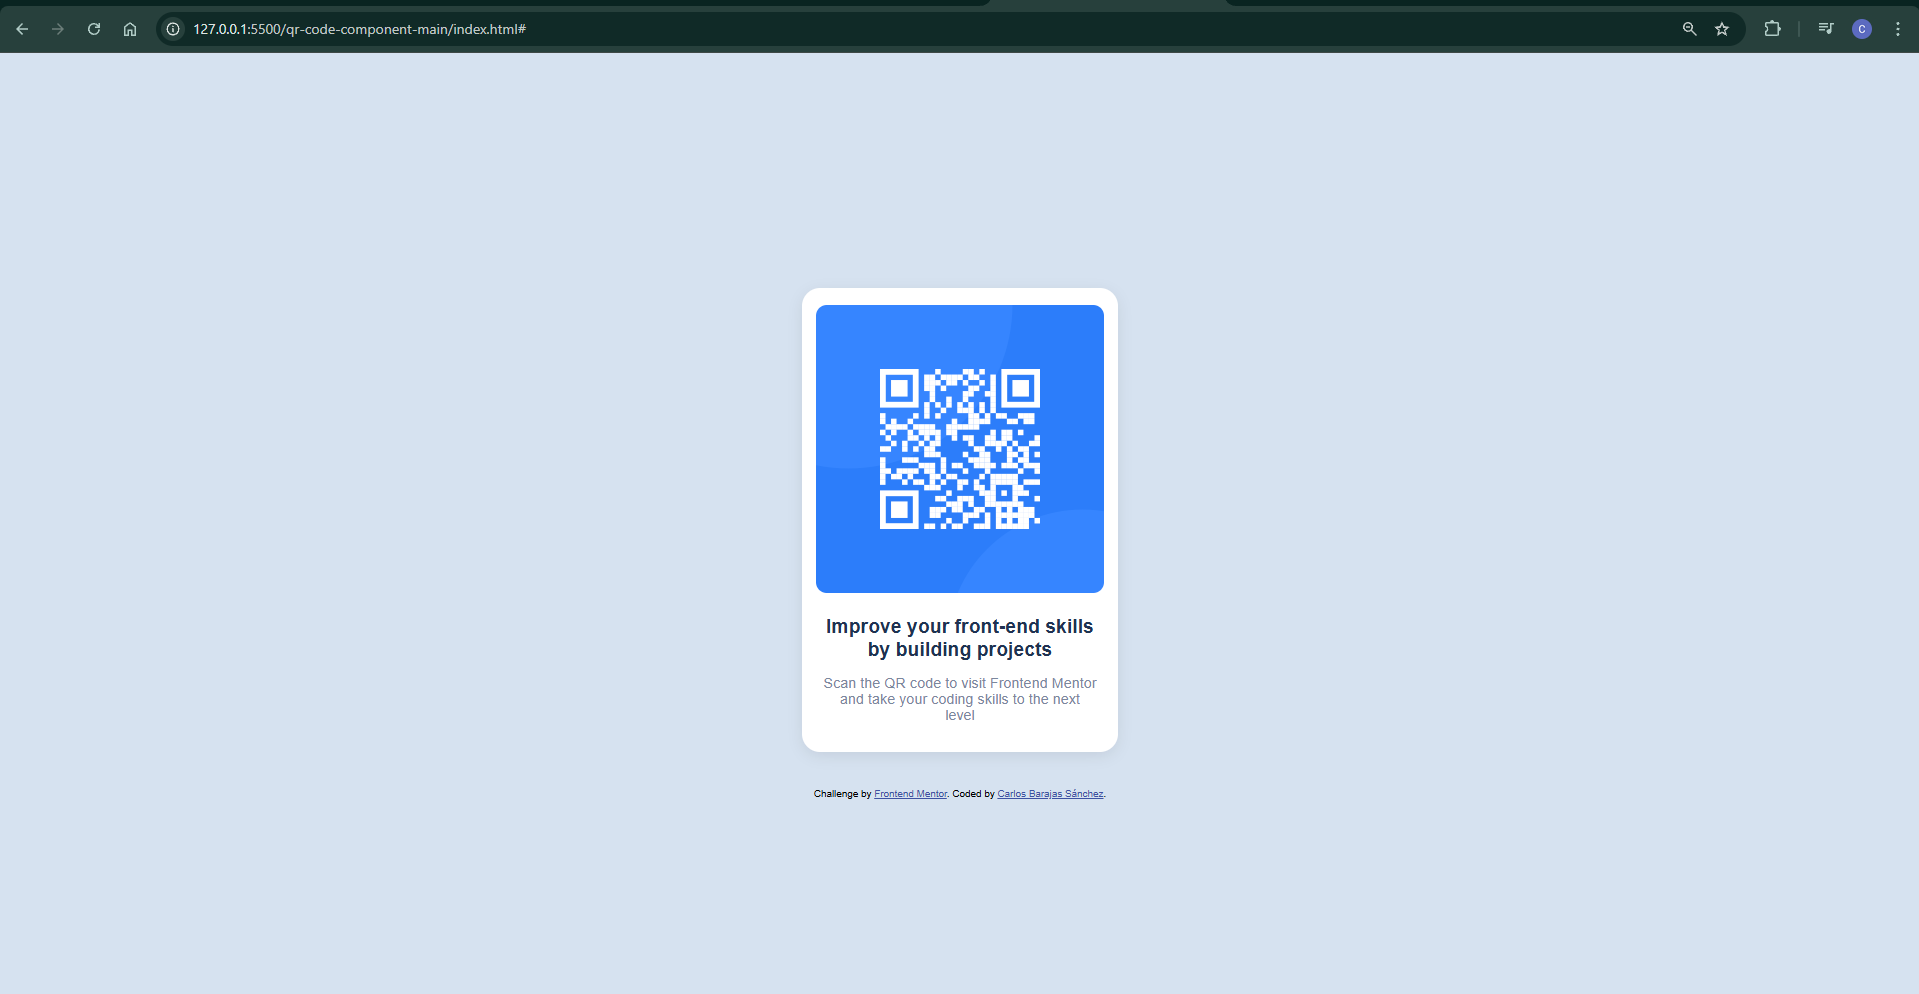 127.0.0.1:5500/qr-code-component-main/index.html#
C
Improve your front-end skills
by building projects
Scan the QR code to visit Frontend Mentor
and take your coding skills to the next
level
Challenge by Frontend Mentor. Coded by Carlos Barajas Sánchez.